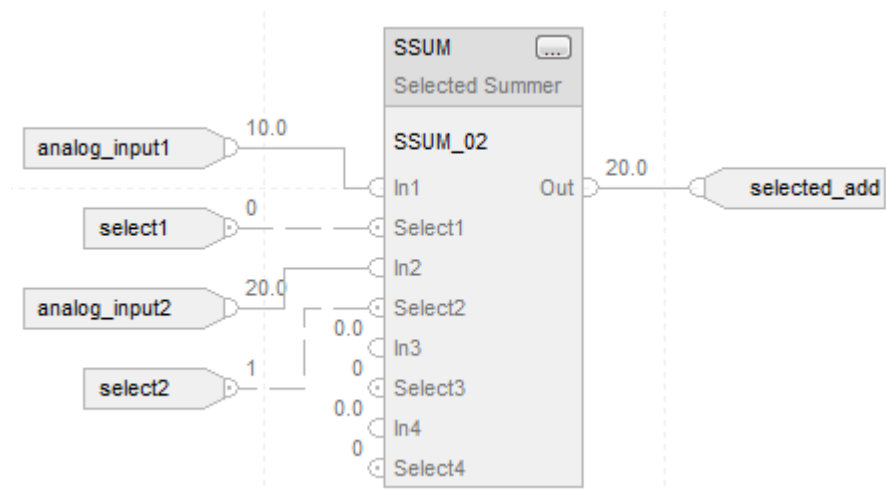 SSUM ...
Selected Summer
SSUM_02
analog_input1 10.0
In1 Out 20.0 selected_add
select1 0 Select1
In2
analog_input2 20.0 Select2
0.0 In3
select2 1 0 Select3
0.0 In4
0 Select4